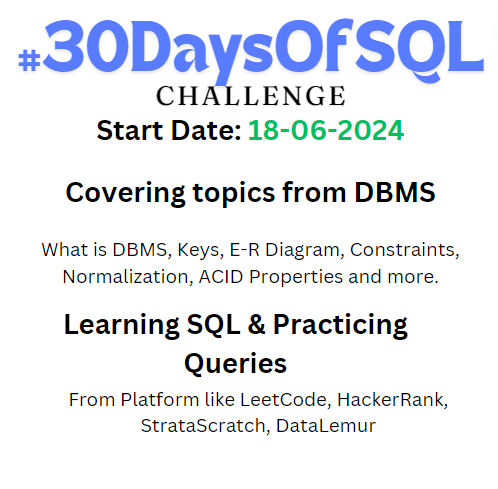 #30DaysOfSQL
CHALLENGE
Start Date: 18-06-2024
Covering topics from DBMS
What is DBMS, Keys, E-R Diagram, Constraints,
Normalization, ACID Properties and more.
Learning SQL & Practicing
Queries
From Platform like LeetCode, HackerRank,
StrataScratch, DataLemur